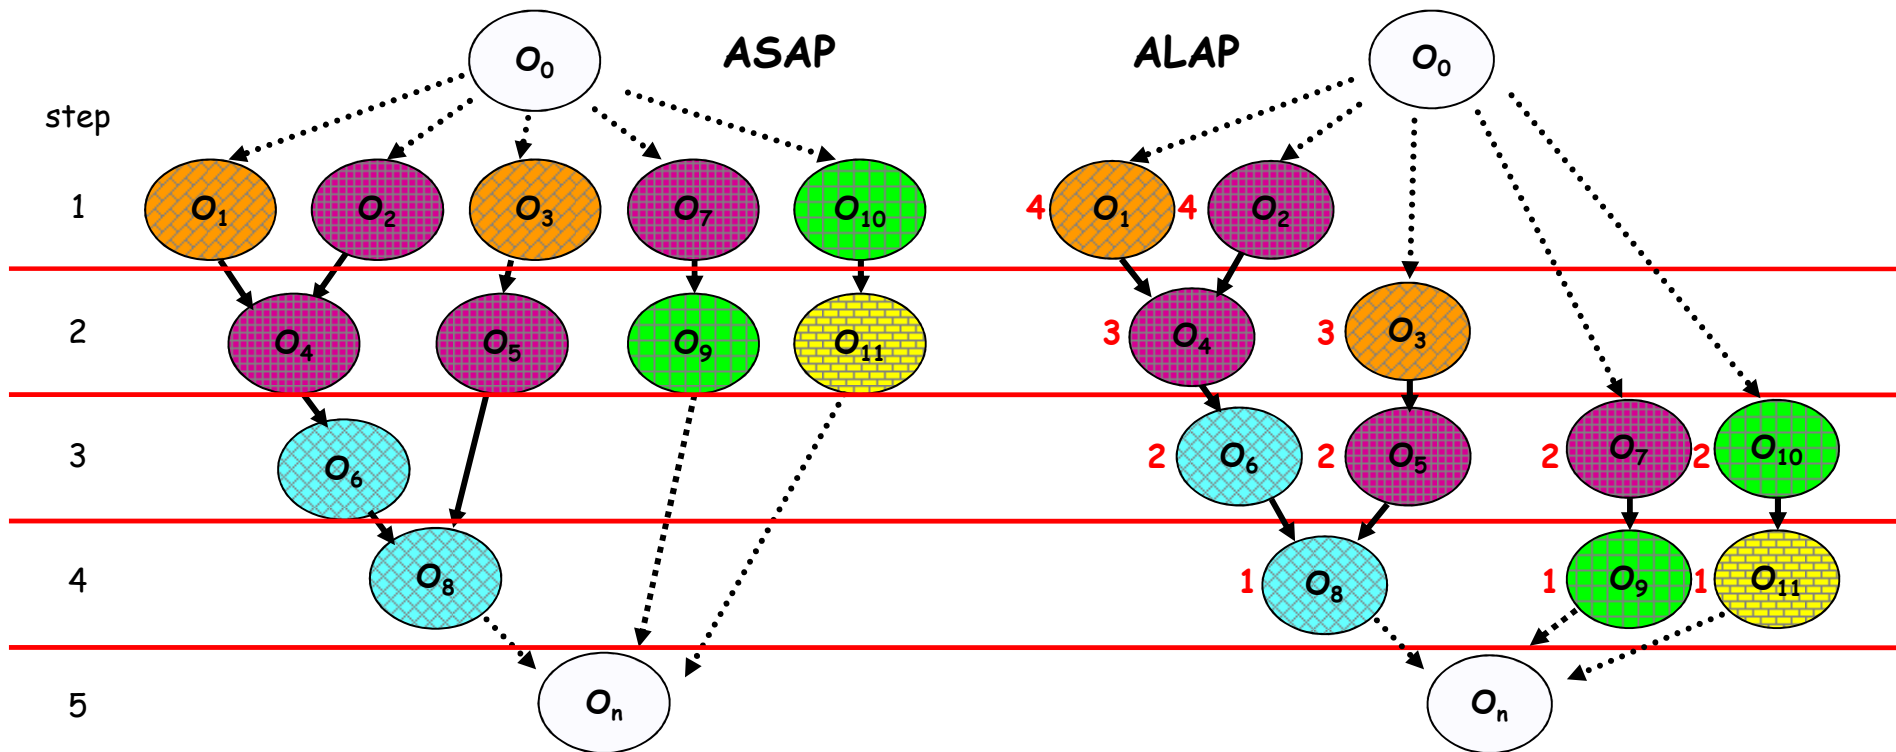 O0 ASAP ALAP O0
step
1 O1 O2 O3 O7 O10 4 O1 4 O2
2 O4 O5 O9 O11 3 O4 3 O3
3 O6 2 O6 2 O5 2 O7 2 O10
4 O8 1 O8 1 O9 1 O11
5 On On